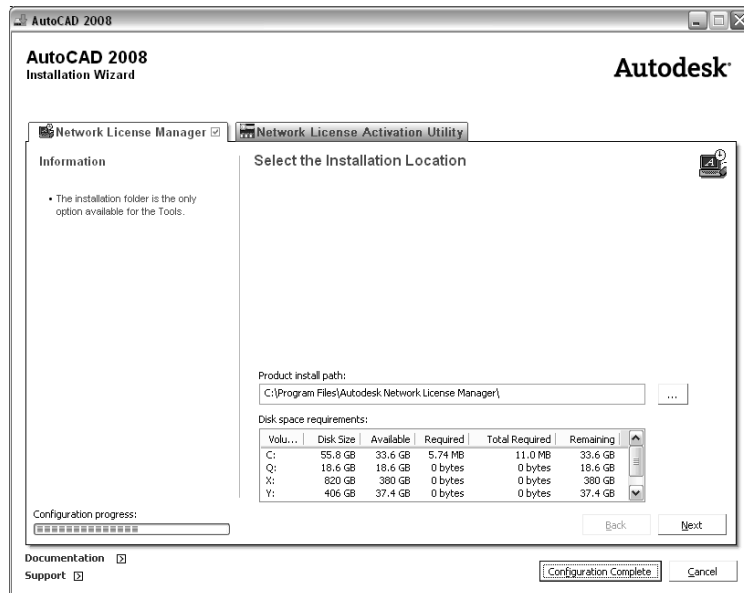 AutoCAD 2008
AutoCAD 2008
Installation Wizard
Autodesk
Network License Manager
Network License Activation Utility
Information
• The installation folder is the only
option available for the Tools.
Select the Installation Location
Product install path:
C:\Program Files\Autodesk Network License Manager\
...
Disk space requirements:
Volu... Disk Size Available Required Total Required Remaining
C: 55.8 GB 33.6 GB 5.74 MB 11.0 MB 33.6 GB
Q: 18.6 GB 18.6 GB 0 bytes 0 bytes 18.6 GB
X: 820 GB 380 GB 0 bytes 0 bytes 380 GB
Y: 406 GB 37.4 GB 0 bytes 0 bytes 37.4 GB
Configuration progress:
Back Next
Documentation
Support
Configuration Complete Cancel